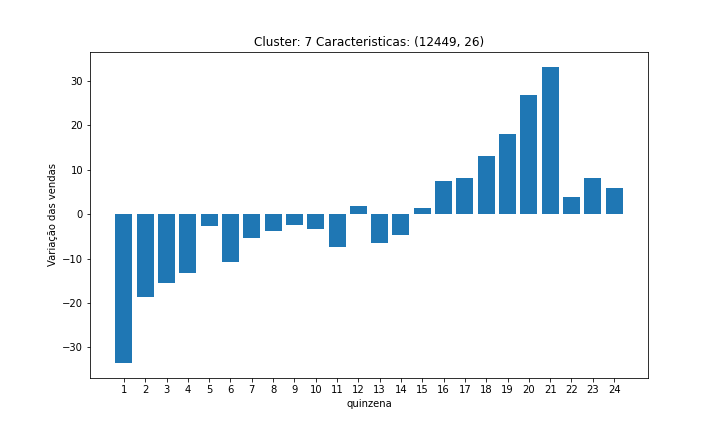 Cluster: 7 Caracteristicas: (12449, 26)
Variação das vendas
30
20
10
0
−10
−20
−30
1 2 3 4 5 6 7 8 9 10 11 12 13 14 15 16 17 18 19 20 21 22 23 24
quinzena